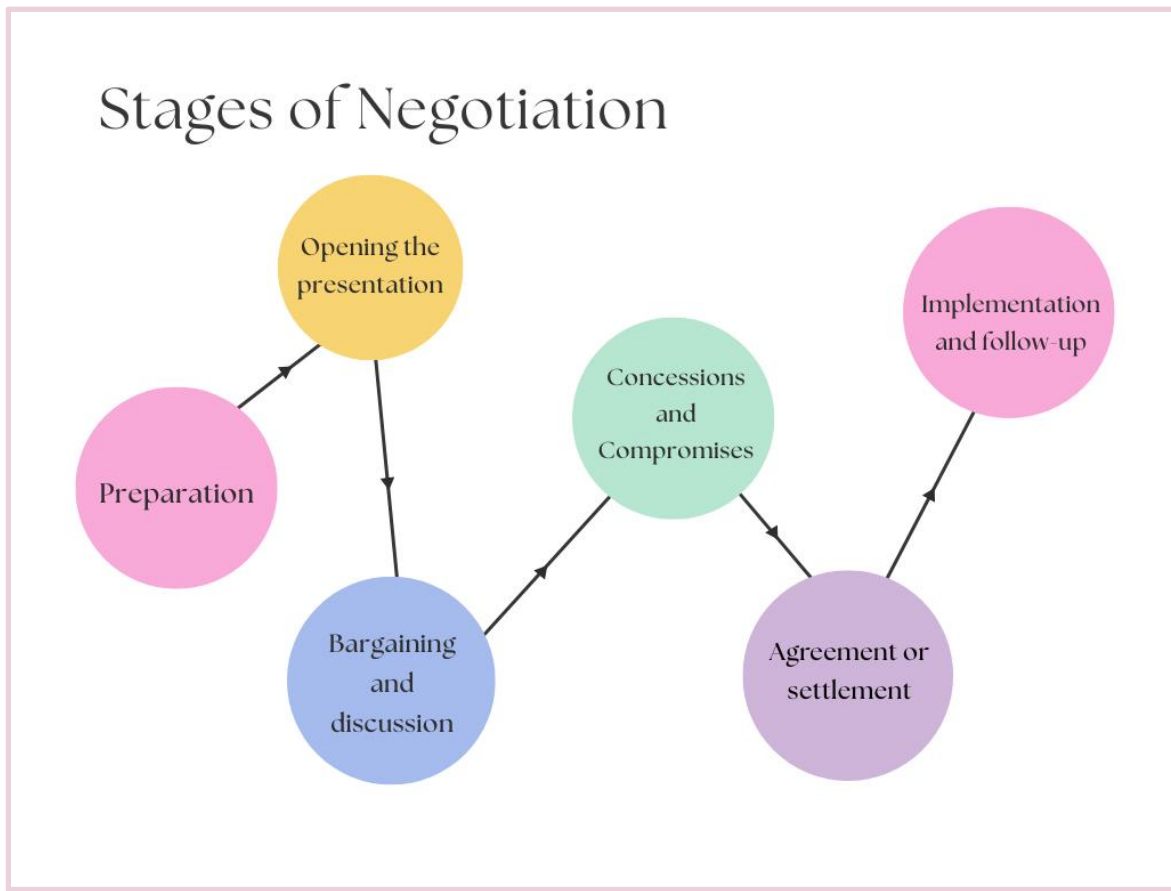 Stages of Negotiation
Preparation
Opening the
presentation
Bargaining
and
discussion
Concessions
and
Compromises
Agreement or
settlement
Implementation
and follow-up